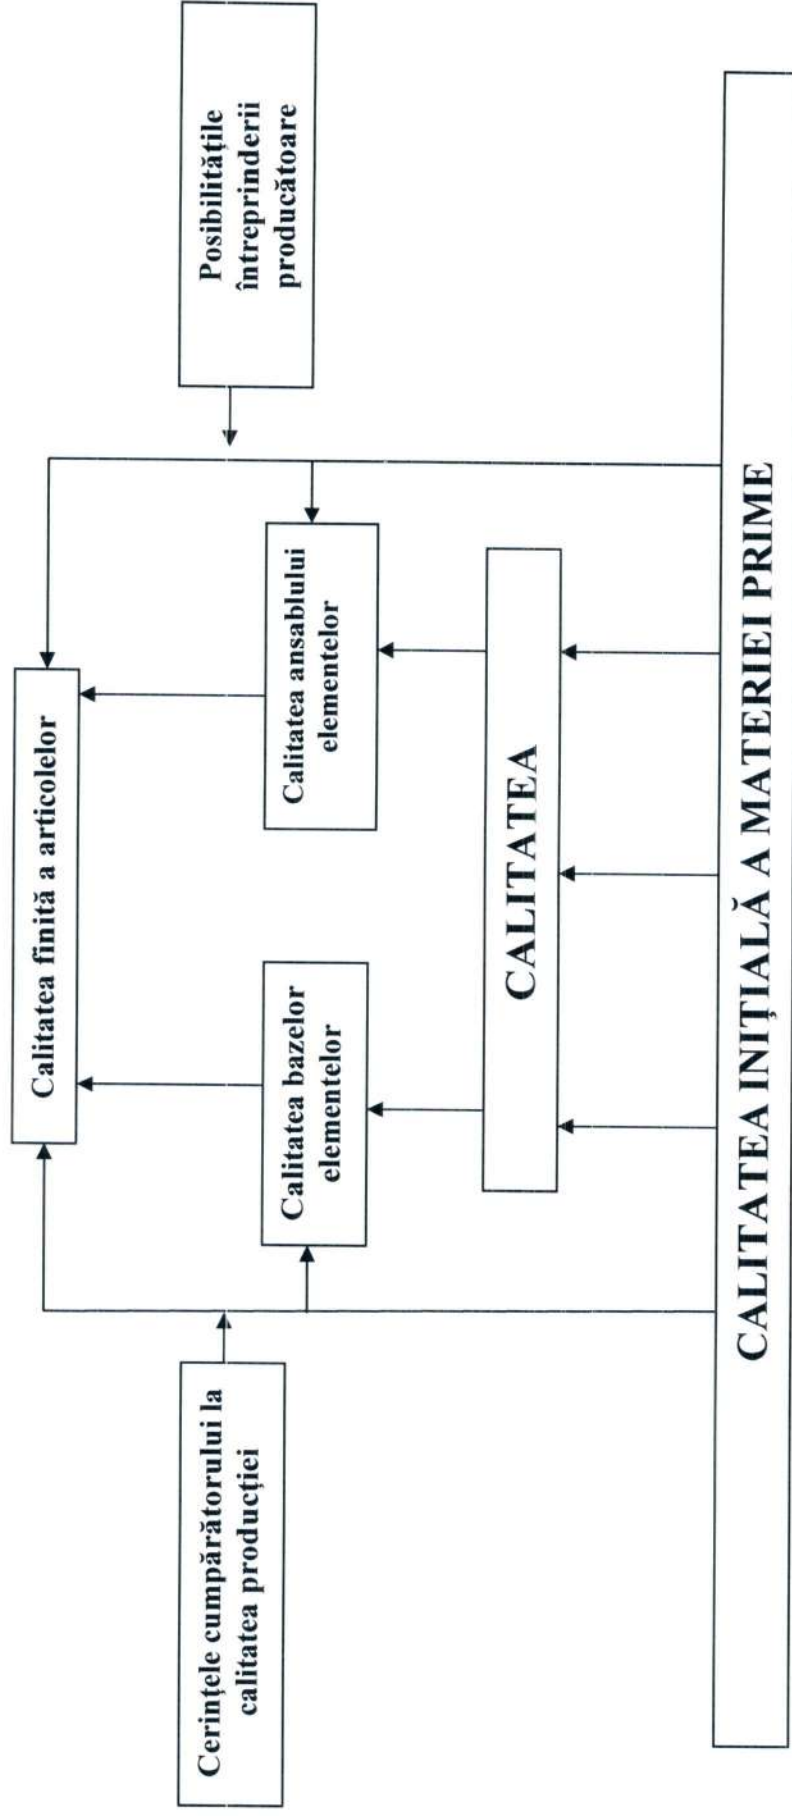 Calitatea finită a articolelor
Cerințele cumpărătorului la
calitatea producției
Posibilitățile
întreprinderii
producătoare
Calitatea bazelor
elementelor
Calitatea ansablului
elementelor
CALITATEA
CALITATEA INIȚIALĂ A MATERIEI PRIME